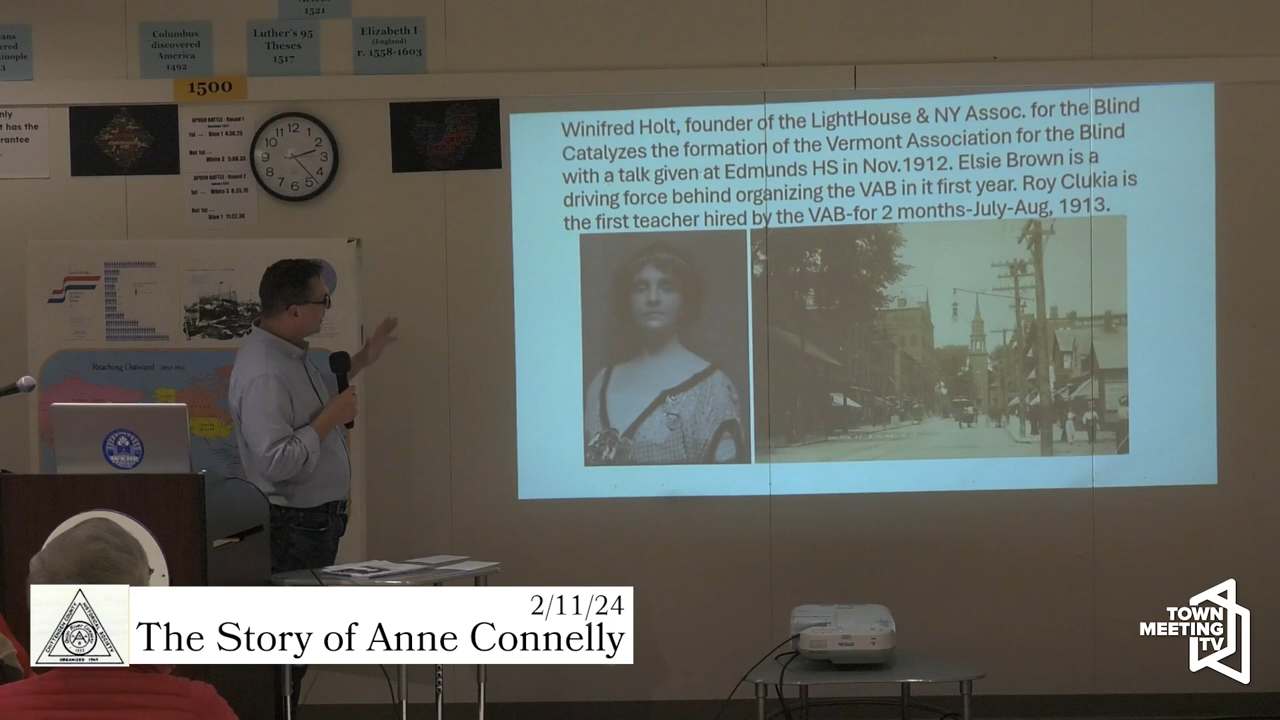 1521
Columbus
discovered
America
1492
Luther's 95
Theses
1517
Elizabeth I
(England)
r. 1558-1603
1500
Winifred Holt, founder of the LightHouse & NY Assoc. for the Blind
Catalyzes the formation of the Vermont Association for the Blind
with a talk given at Edmunds HS in Nov.1912. Elsie Brown is a
driving force behind organizing the VAB in it first year. Roy Clukia is
the first teacher hired by the VAB-for 2 months-July-Aug, 1913.
Reaching Outward
2/11/24
The Story of Anne Connelly
TOWN
MEETING
TV